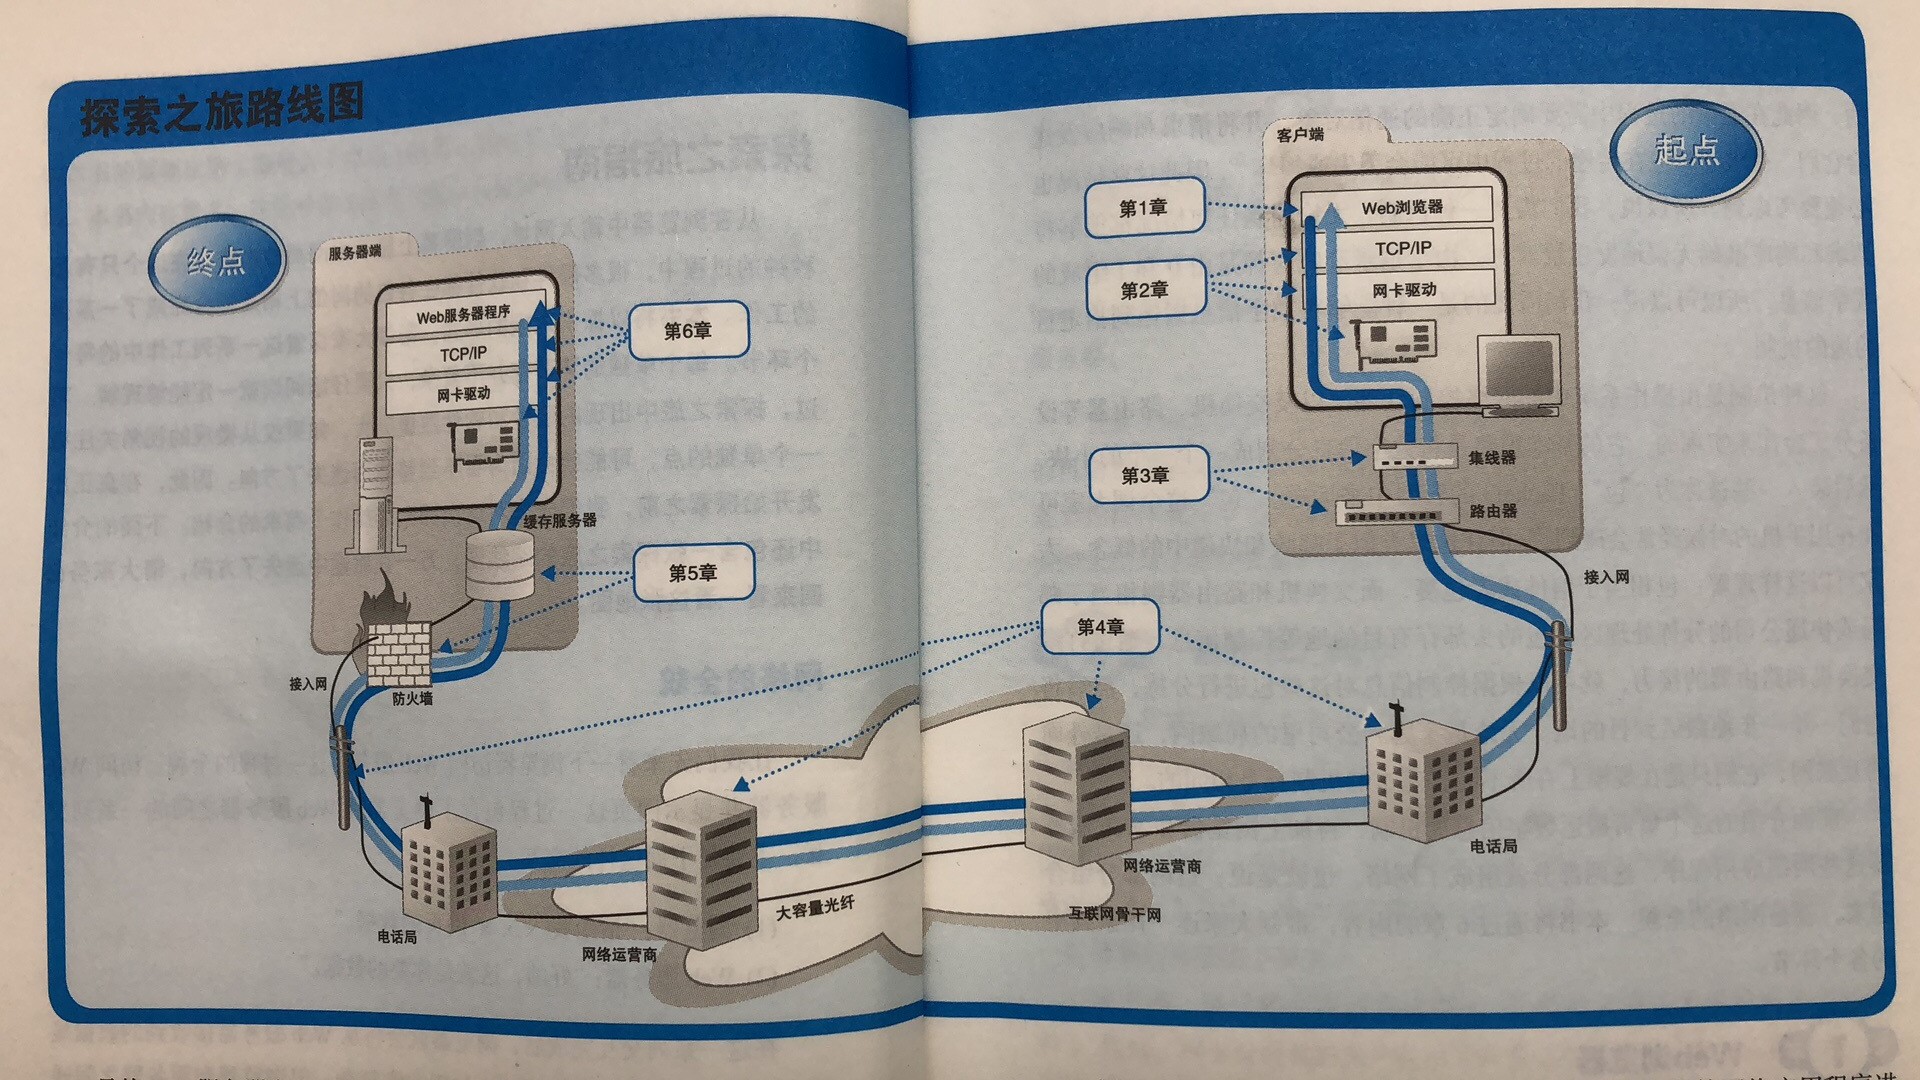 探索之旅路线图
终点
服务器端
Web服务器程序
TCP/IP
网卡驱动
第6章
缓存服务器
第5章
接入网
防火墙
电话局
网络运营商
大容量光纤
起点
客户端
第1章
Web浏览器
TCP/IP
第2章
网卡驱动
第3章
集线器
路由器
接入网
第4章
网络运营商
电话局
互联网骨干网